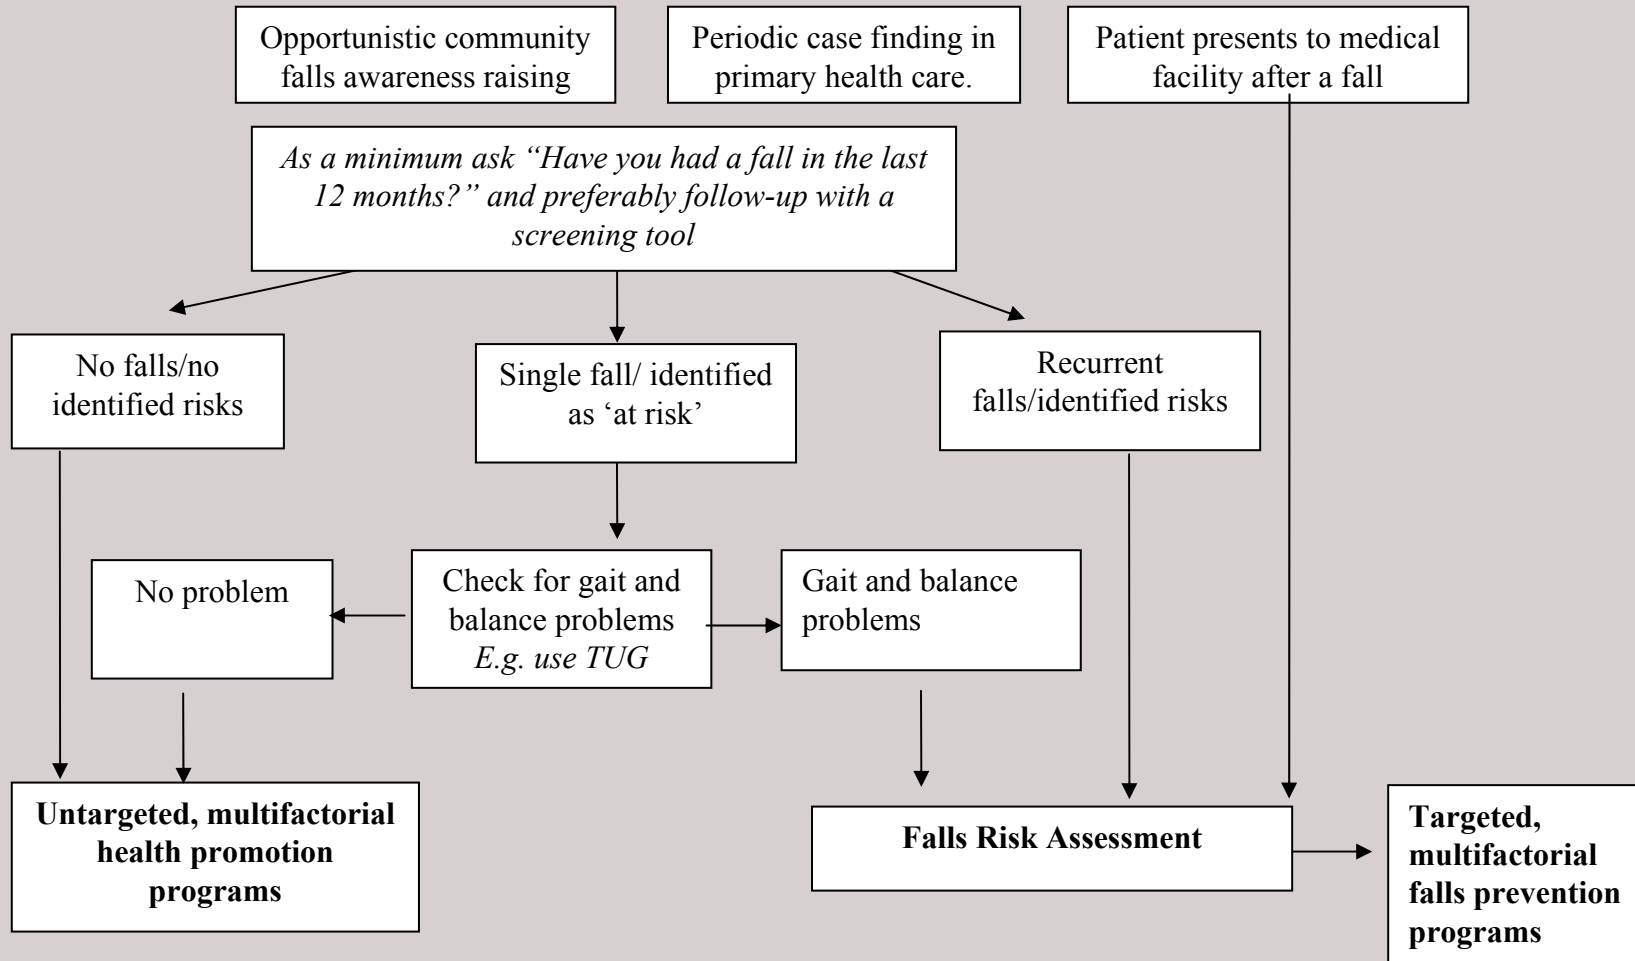 Opportunistic community
falls awareness raising
Periodic case finding in
primary health care.
Patient presents to medical
facility after a fall
As a minimum ask “Have you had a fall in the last
12 months?” and preferably follow-up with a
screening tool
No falls/no
identified risks
Single fall/ identified
as ‘at risk’
Recurrent
falls/identified risks
No problem
Check for gait and
balance problems
E.g. use TUG
Gait and balance
problems
Untargeted, multifactorial
health promotion
programs
Falls Risk Assessment
Targeted,
multifactorial
falls prevention
programs